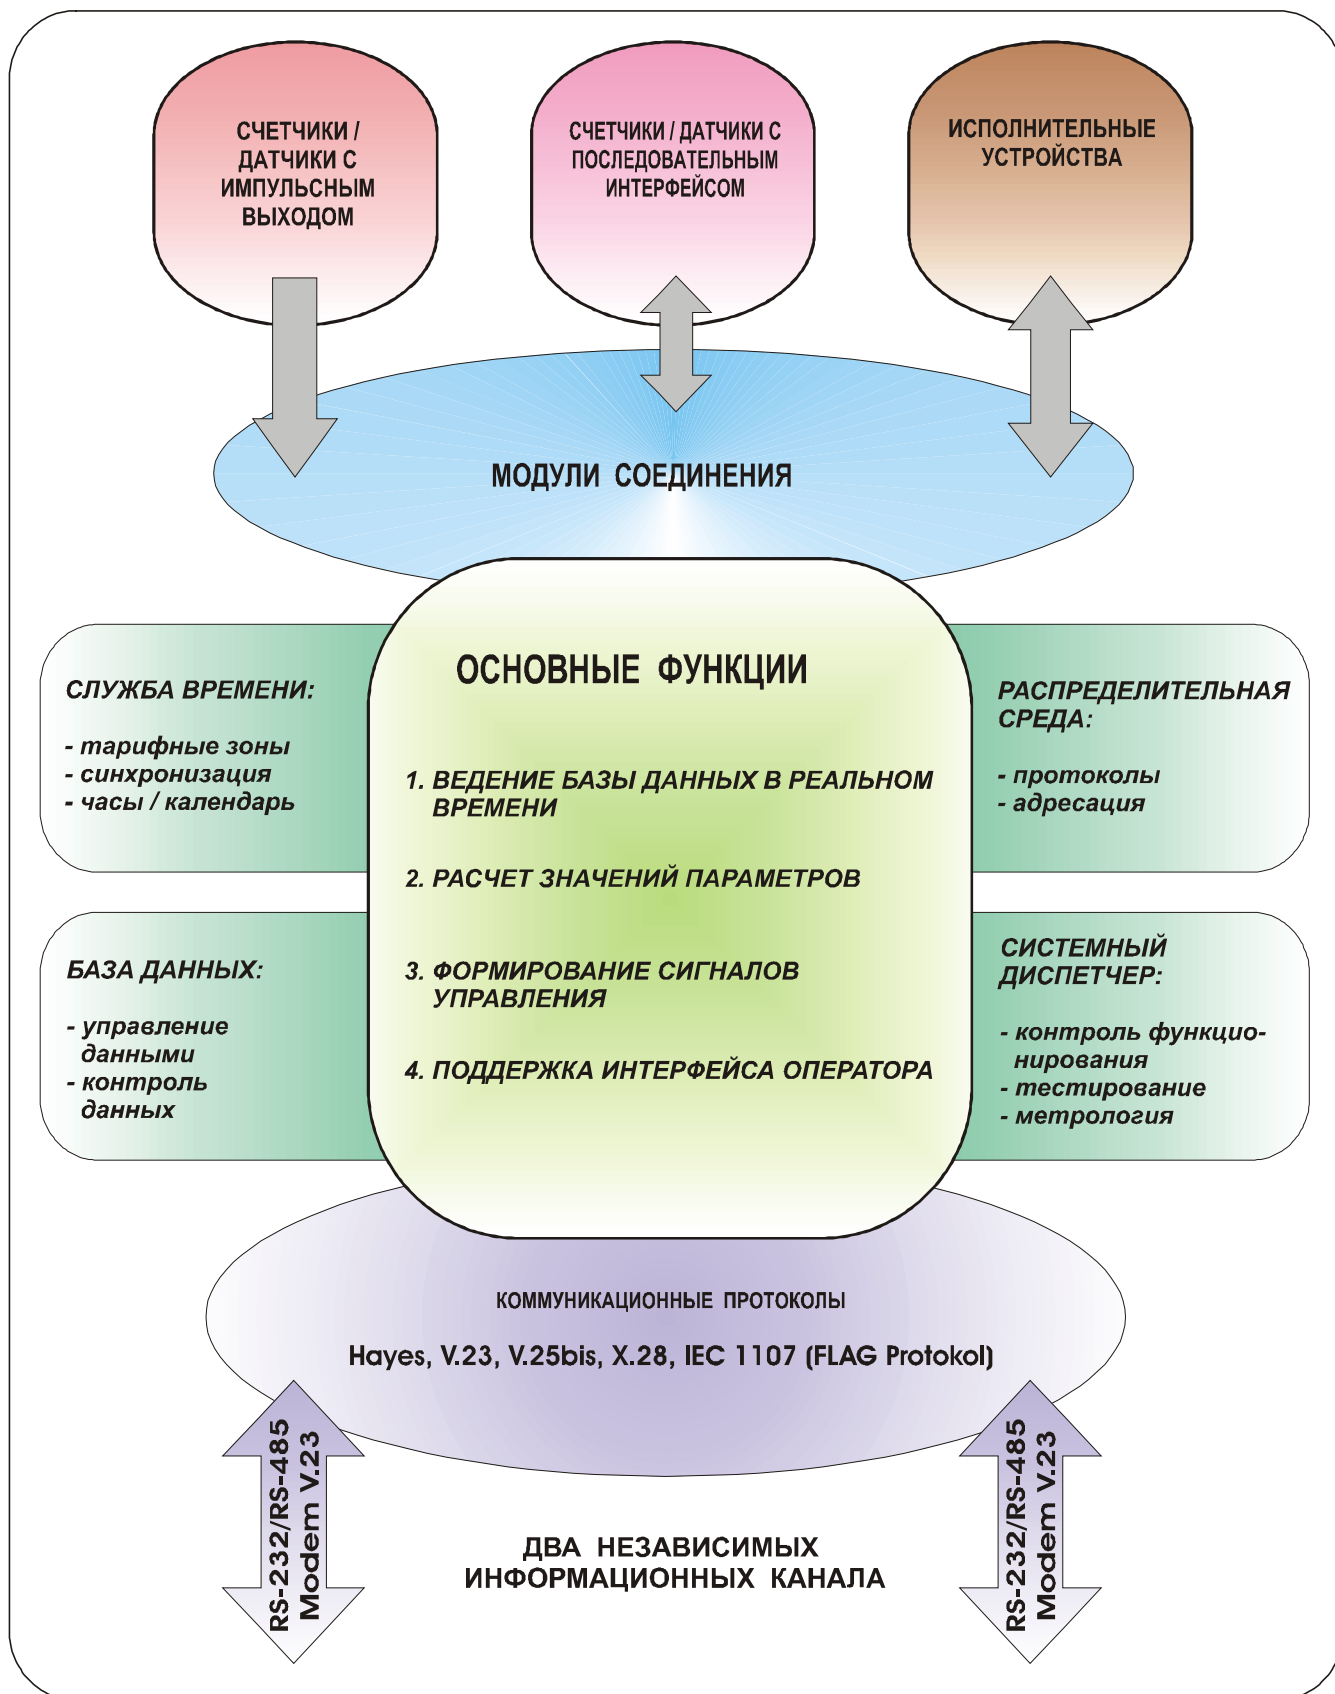 СЧЕТЧИКИ /
ДАТЧИКИ С
ИМПУЛЬСНЫМ
ВЫХОДОМ
СЧЕТЧИКИ / ДАТЧИКИ С
ПОСЛЕДОВАТЕЛЬНЫМ
ИНТЕРФЕЙСОМ
ИСПОЛНИТЕЛЬНЫЕ
УСТРОЙСТВА
МОДУЛИ СОЕДИНЕНИЯ
СЛУЖБА ВРЕМЕНИ:
- тарифные зоны
- синхронизация
- часы / календарь
БАЗА ДАННЫХ:
- управление
данными
- контроль
данных
ОСНОВНЫЕ ФУНКЦИИ
1. ВЕДЕНИЕ БАЗЫ ДАННЫХ В РЕАЛЬНОМ
ВРЕМЕНИ
2. РАСЧЕТ ЗНАЧЕНИЙ ПАРАМЕТРОВ
3. ФОРМИРОВАНИЕ СИГНАЛОВ
УПРАВЛЕНИЯ
4. ПОДДЕРЖКА ИНТЕРФЕЙСА ОПЕРАТОРА
РАСПРЕДЕЛИТЕЛЬНАЯ
СРЕДА:
- протоколы
- адресация
СИСТЕМНЫЙ
ДИСПЕТЧЕР:
- контроль функцио-
нирования
- тестирование
- метрология
КОММУНИКАЦИОННЫЕ ПРОТОКОЛЫ
Hayes, V.23, V.25bis, X.28, IEC 1107 (FLAG Protokol)
RS-232/RS-485
Modem V.23
ДВА НЕЗАВИСИМЫХ
ИНФОРМАЦИОННЫХ КАНАЛА
RS-232/RS-485
Modem V.23